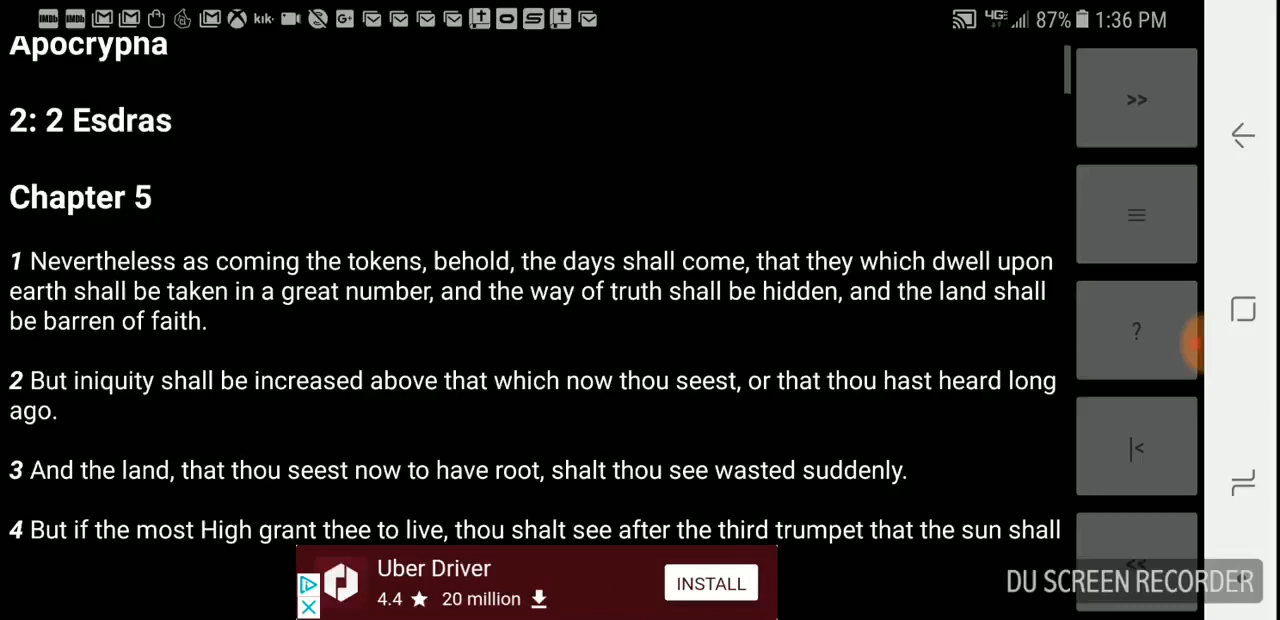 IMDb IMDb kik G+ 4GE 87% 1:36 PM
Apocrypha
>>
2: 2 Esdras
Chapter 5
1 Nevertheless as coming the tokens, behold, the days shall come, that they which dwell upon
earth shall be taken in a great number, and the way of truth shall be hidden, and the land shall
be barren of faith.
?
2 But iniquity shall be increased above that which now thou seest, or that thou hast heard long
ago.
|<
3 And the land, that thou seest now to have root, shalt thou see wasted suddenly.
4 But if the most High grant thee to live, thou shalt see after the third trumpet that the sun shall
Uber Driver
4.4 ★ 20 million
INSTALL
<<
DU SCREEN RECORDER